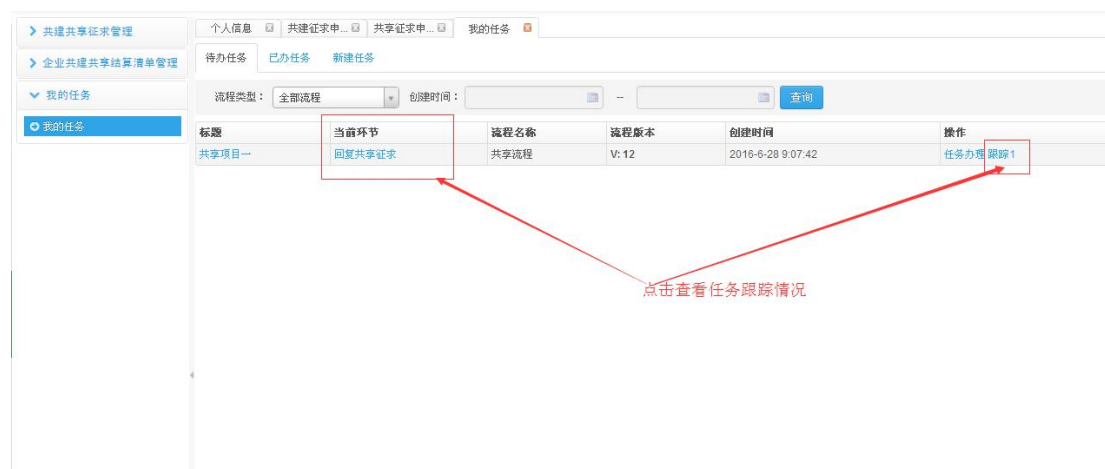 个人信息 共建征求申... 共享征求申... 我的任务
共建共享征求管理
企业共建共享结算清单管理
我的任务
我的任务
待办任务 已办任务 新建任务
流程类型： 全部流程 创建时间： -- 查询
标题 当前环节 流程名称 流程版本 创建时间 操作
共享项目一 回复共享征求 共享流程 V: 12 2016-6-28 9:07:42 任务办理 跟踪1
点击查看任务跟踪情况